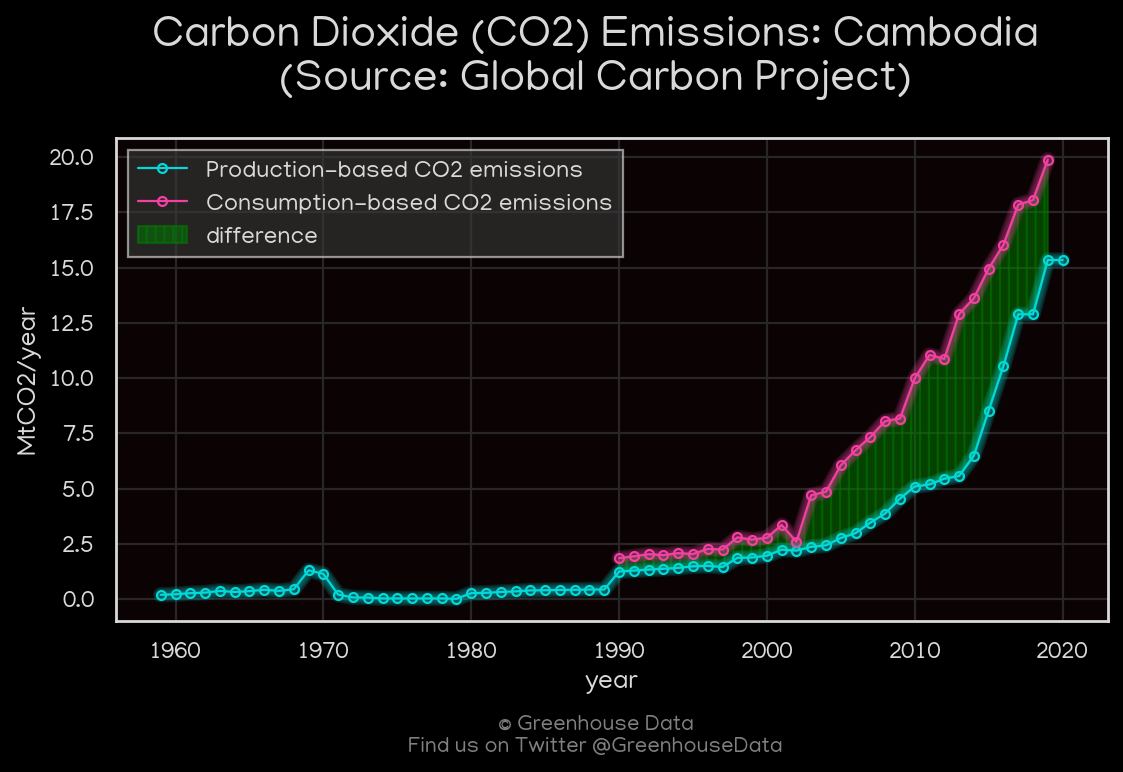 Carbon Dioxide (CO2) Emissions: Cambodia
(Source: Global Carbon Project)
Production-based CO2 emissions
Consumption-based CO2 emissions
difference
20.0
17.5
15.0
12.5
10.0
7.5
5.0
2.5
0.0
MtCO2/year
1960 1970 1980 1990 2000 2010 2020
year
© Greenhouse Data
Find us on Twitter @GreenhouseData